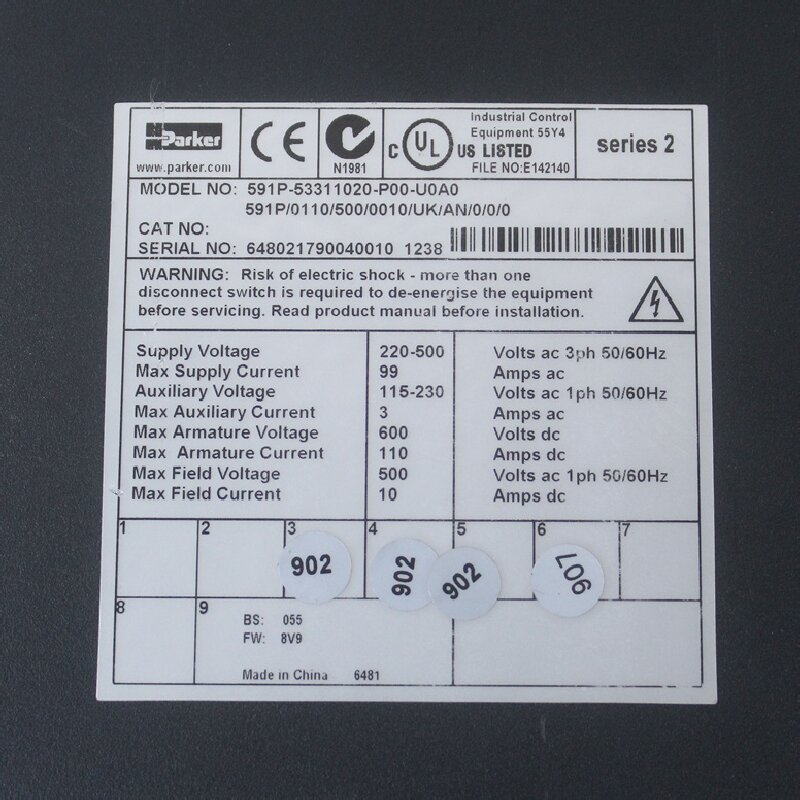 Parker
www.parker.com
CE
N1981
c UL US LISTED
Industrial Control
Equipment 55Y4
FILE NO:E142140
series 2
MODEL NO: 591P-53311020-P00-U0A0
591P/0110/500/0010/UK/AN/0/0/0
CAT NO:
SERIAL NO: 648021790040010 1238
WARNING: Risk of electric shock - more than one
disconnect switch is required to de-energise the equipment
before servicing. Read product manual before installation.
Supply Voltage 220-500 Volts ac 3ph 50/60Hz
Max Supply Current 99 Amps ac
Auxiliary Voltage 115-230 Volts ac 1ph 50/60Hz
Max Auxiliary Current 3 Amps ac
Max Armature Voltage 600 Volts dc
Max Armature Current 110 Amps dc
Max Field Voltage 500 Volts ac 1ph 50/60Hz
Max Field Current 10 Amps dc
1 2 3 4 5 6 7
902 902 902 907
8 9
BS: 055
FW: 8V9
Made in China 6481